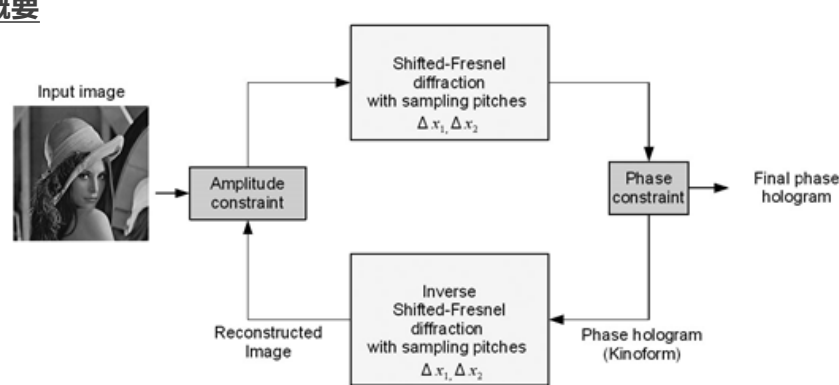 概要
Input image
Shifted-Fresnel
diffraction
with sampling pitches
Δx₁, Δx₂
Amplitude
constraint
Phase
constraint
Final phase
hologram
Inverse
Shifted-Fresnel
diffraction
with sampling pitches
Δx₁, Δx₂
Reconstructed
Image
Phase hologram
(Kinoform)